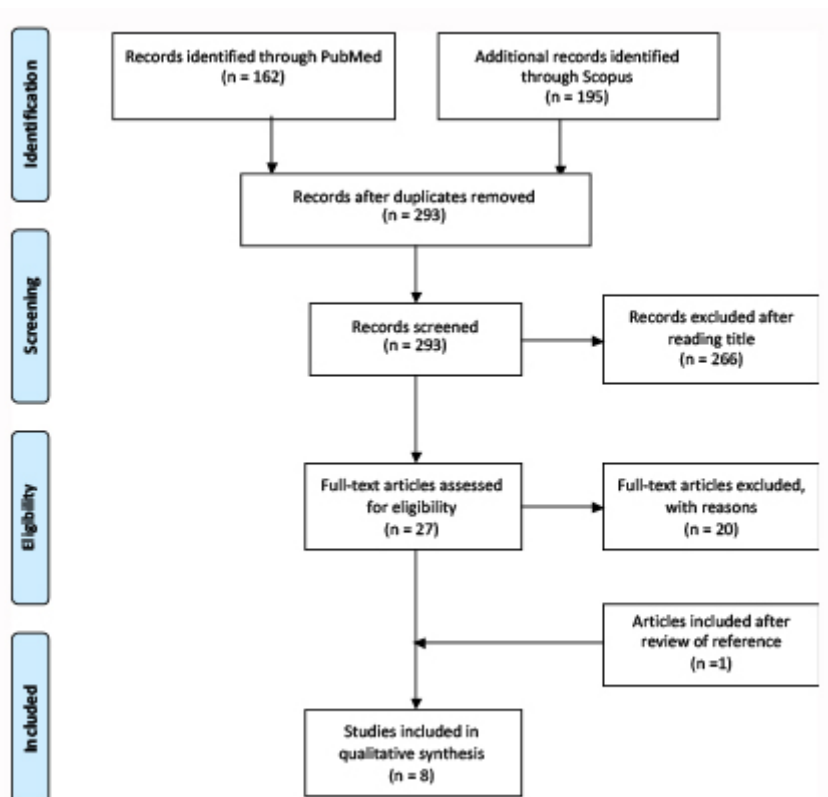 Identification
Records identified through PubMed
(n = 162)
Additional records identified
through Scopus
(n = 195)
Records after duplicates removed
(n = 293)
Screening
Records screened
(n = 293)
Records excluded after
reading title
(n = 266)
Eligibility
Full-text articles assessed
for eligibility
(n = 27)
Full-text articles excluded,
with reasons
(n = 20)
Articles included after
review of reference
(n =1)
Included
Studies included in
qualitative synthesis
(n = 8)